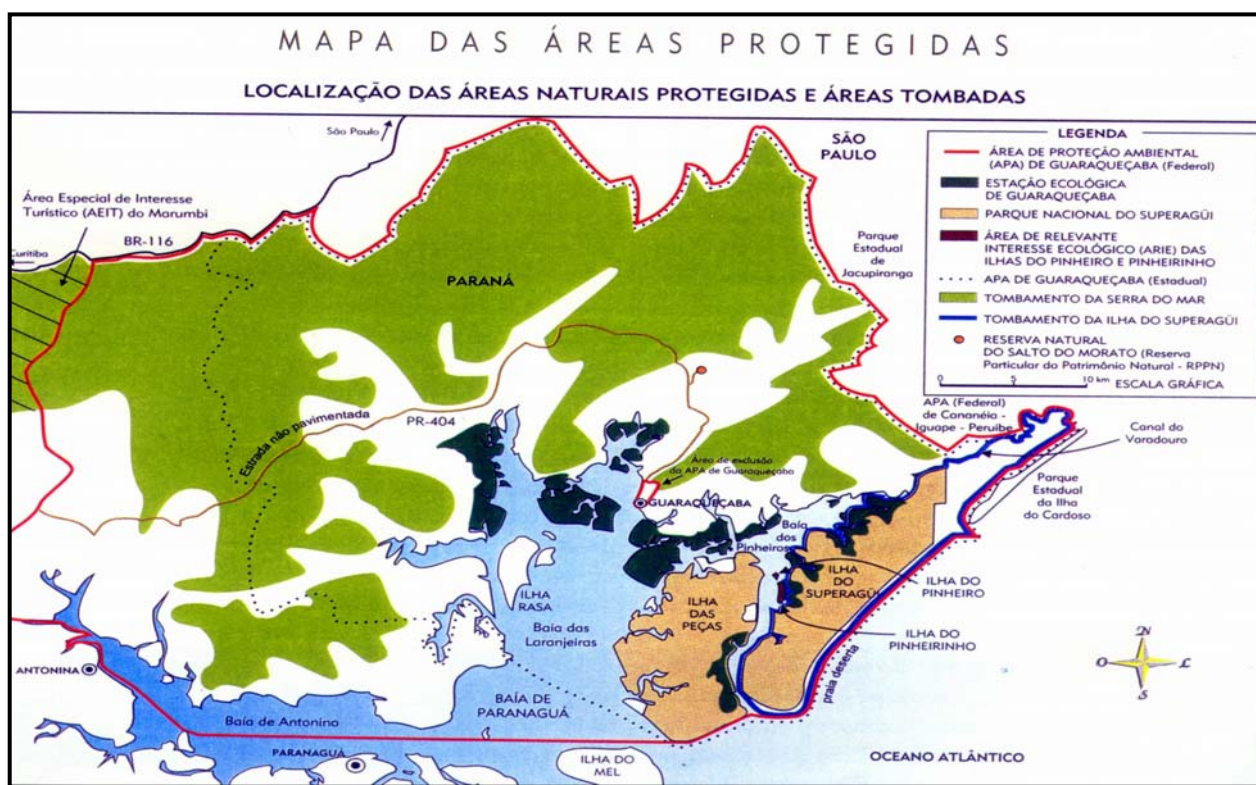 MAPA DAS ÁREAS PROTEGIDAS
LOCALIZAÇÃO DAS ÁREAS NATURAIS PROTEGIDAS E ÁREAS TOMBADAS
São Paulo
SÃO
PAULO
Área Especial de Interesse
Turístico (AEIT) do Marumbi
BR-116
Curitiba
PARANÁ
Parque
Estadual
de
Jacupiranga
LEGENDA
ÁREA DE PROTEÇÃO AMBIENTAL
(APA) DE GUARAQUEÇABA (Federal)
ESTAÇÃO ECOLÓGICA
DE GUARAQUEÇABA
PARQUE NACIONAL DO SUPERAGÜI
ÁREA DE RELEVANTE
INTERESSE ECOLÓGICO (ARIE) DAS
ILHAS DO PINHEIRO E PINHEIRINHO
APA DE GUARAQUEÇABA (Estadual)
TOMBAMENTO DA SERRA DO MAR
TOMBAMENTO DA ILHA DO SUPERAGÜI
RESERVA NATURAL
DO SALTO DO MORATO (Reserva
Particular do Patrimônio Natural - RPPN)
0 5 10 km ESCALA GRÁFICA
APA (Federal)
de Cananéia -
Iguape - Peruíbe
Canal do
Varadouro
Parque
Estadual
da Ilha
do Cardoso
Estrada não pavimentada
PR-404
Área de exclusão
da APA de Guaraqueçaba
GUARAQUEÇABA
Baía
dos
Pinheiros
ILHA
DO
SUPERAGÜI
ILHA DO
PINHEIRO
ILHA
RASA
ILHA
DAS
PEÇAS
Baía das
Laranjeiras
ILHA DO
PINHEIRINHO
praia deserta
ANTONINA
Baía de Antonino
BAÍA DE
PARANAGUÁ
PARANAGUÁ
ILHA DO
MEL
OCEANO ATLÂNTICO
N
O L
S